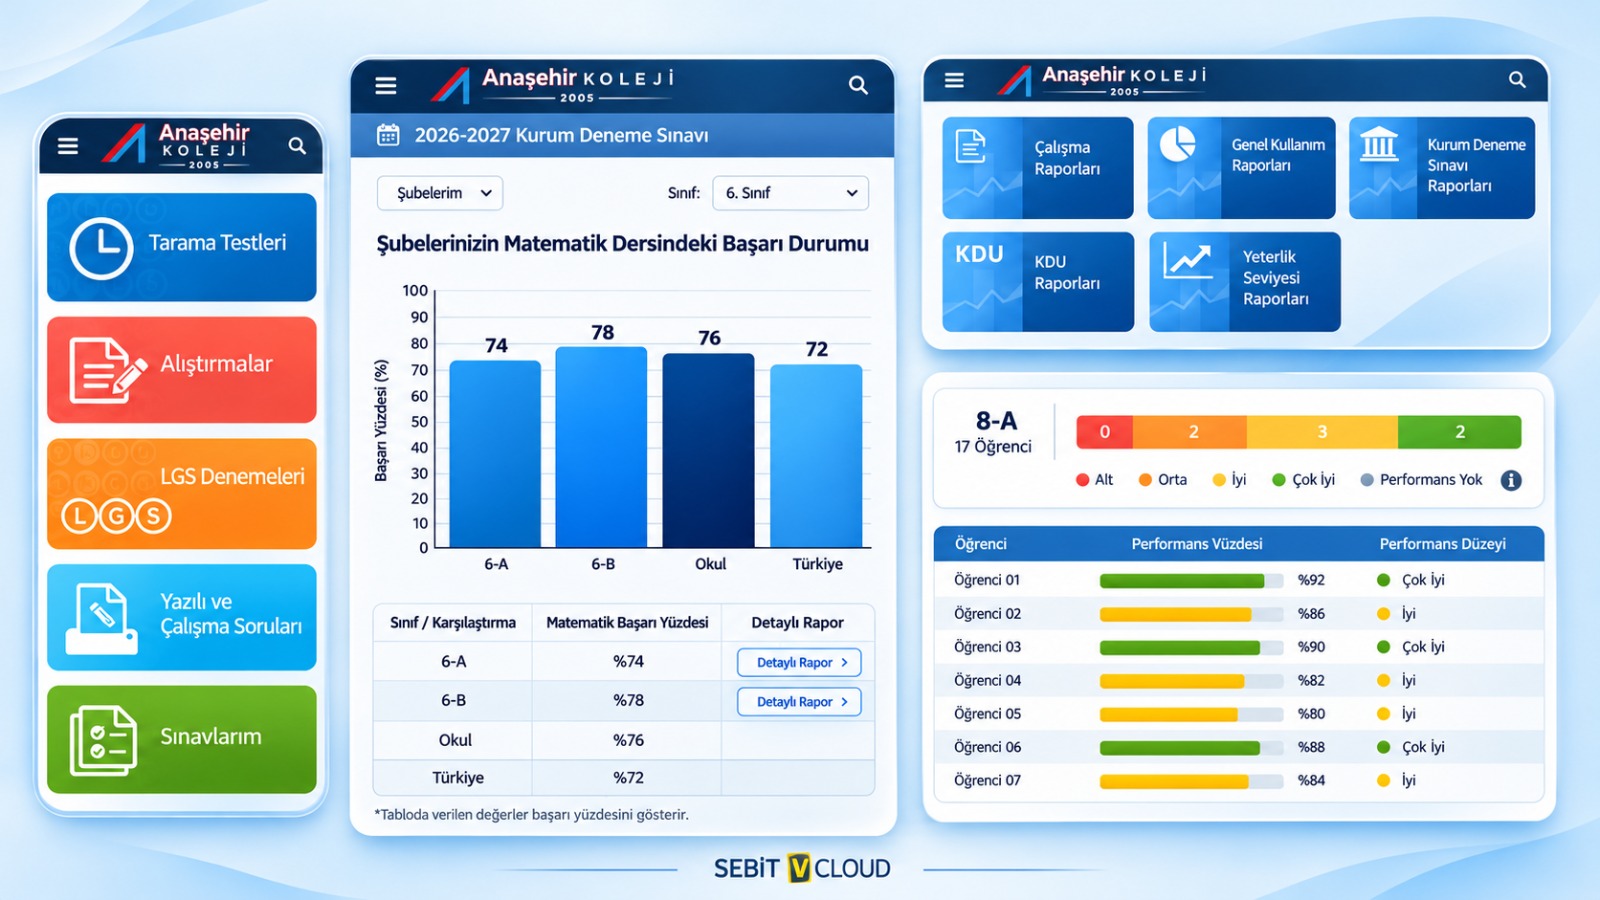 Anaşehir
KOLEJİ
2005
Tarama Testleri
Alıştırmalar
LGS Denemeleri
L G S
Yazılı ve
Çalışma Soruları
Sınavlarım
Anaşehir KOLEJİ
2005
2026-2027 Kurum Deneme Sınavı
Şubelerim
Sınıf: 6. Sınıf
Şubelerinizin Matematik Dersindeki Başarı Durumu
Başarı Yüzdesi (%)
100
90
80
70
60
50
40
30
20
10
0
74 78 76 72
6-A 6-B Okul Türkiye
Sınıf / Karşılaştırma Matematik Başarı Yüzdesi Detaylı Rapor
6-A %74 Detaylı Rapor >
6-B %78 Detaylı Rapor >
Okul %76
Türkiye %72
*Tabloda verilen değerler başarı yüzdesini gösterir.
Anaşehir KOLEJİ
2005
Çalışma
Raporları
Genel Kullanım
Raporları
Kurum Deneme
Sınavı
Raporları
KDU
KDU
Raporları
Yeterlik
Seviyesi
Raporları
8-A
17 Öğrenci
0 2 3 2
Alt Orta İyi Çok İyi Performans Yok i
Öğrenci Performans Yüzdesi Performans Düzeyi
Öğrenci 01 %92 Çok İyi
Öğrenci 02 %86 İyi
Öğrenci 03 %90 Çok İyi
Öğrenci 04 %82 İyi
Öğrenci 05 %80 İyi
Öğrenci 06 %88 Çok İyi
Öğrenci 07 %84 İyi
SEBİT V CLOUD